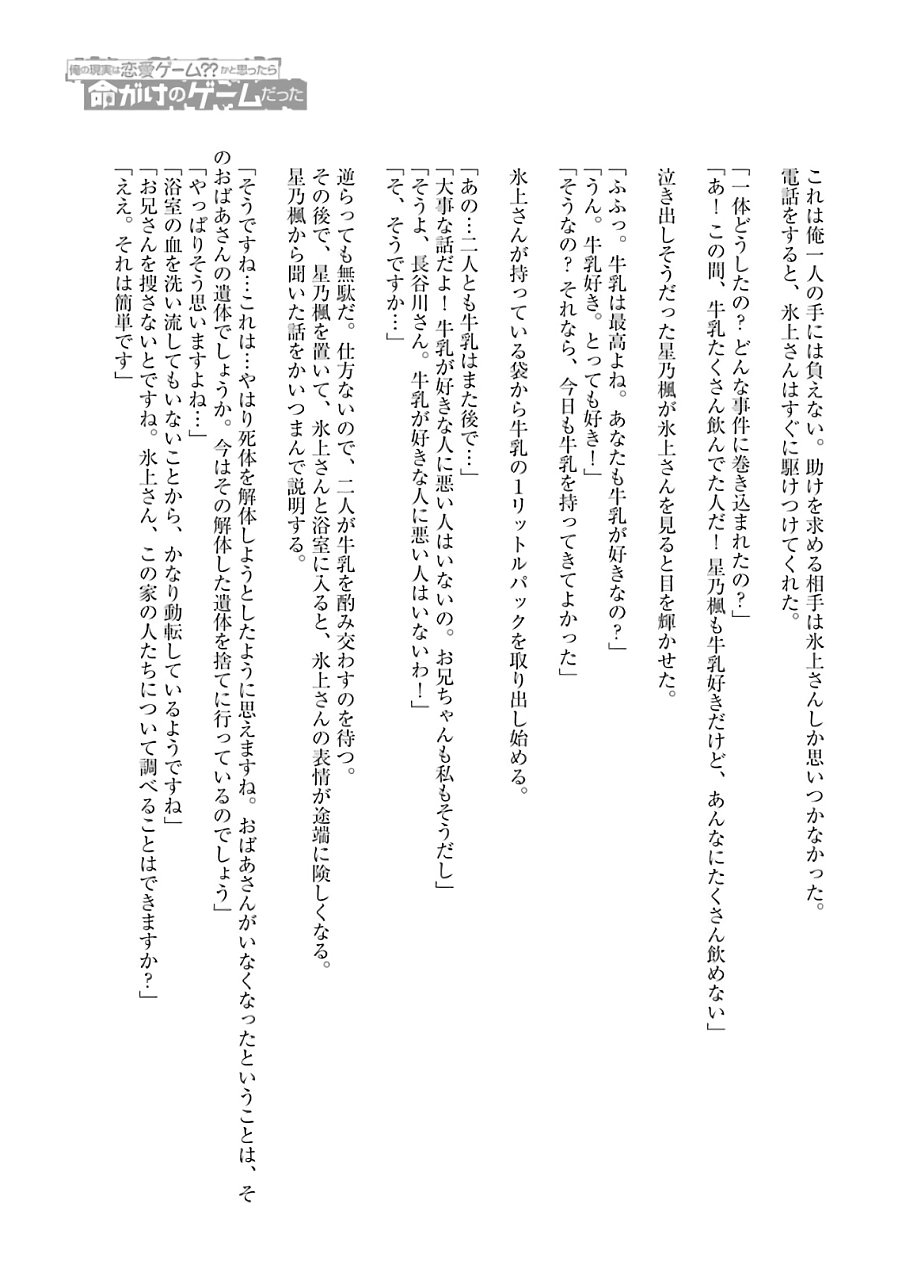 俺の現実は恋愛ゲーム??かと思ったら
命がけのゲームだった
これは俺一人の手には負えない。助けを求める相手は氷上さんしか思いつかなかった。
電話をすると、氷上さんはすぐに駆けつけてくれた。
「一体どうしたの？どんな事件に巻き込まれたの？」
「あ！この間、牛乳たくさん飲んでた人だ！星乃楓も牛乳好きだけど、あんなにたくさん飲めない」
泣き出しそうだった星乃楓が氷上さんを見ると目を輝かせた。
「ふふっ。牛乳は最高よね。あなたも牛乳が好きなの？」
「うん。牛乳好き。とっても好き！」
「そうなの？それなら、今日も牛乳を持ってきてよかった」
氷上さんが持っている袋から牛乳の１リットルパックを取り出し始める。
「あの…二人とも牛乳はまた後で…」
「大事な話だよ！牛乳が好きな人に悪い人はいないの。お兄ちゃんも私もそうだし」
「そうよ、長谷川さん。牛乳が好きな人に悪い人はいないわ！」
「そ、そうですか…」
逆らっても無駄だ。仕方ないので、二人が牛乳を酌み交わすのを待つ。
その後で、星乃楓を置いて、氷上さんと浴室に入ると、氷上さんの表情が途端に険しくなる。
星乃楓から聞いた話をかいつまんで説明する。
「そうですね…これは…やはり死体を解体しようとしたように思えますね。おばあさんがいなくなったということは、そ
のおばあさんの遺体でしょうか。今はその解体した遺体を捨てに行っているのでしょう」
「やっぱりそう思いますよね…」
「浴室の血を洗い流してもいないことから、かなり動転しているようですね」
「お兄さんを捜さないとですね。氷上さん、この家の人たちについて調べることはできますか？」
「ええ。それは簡単です」